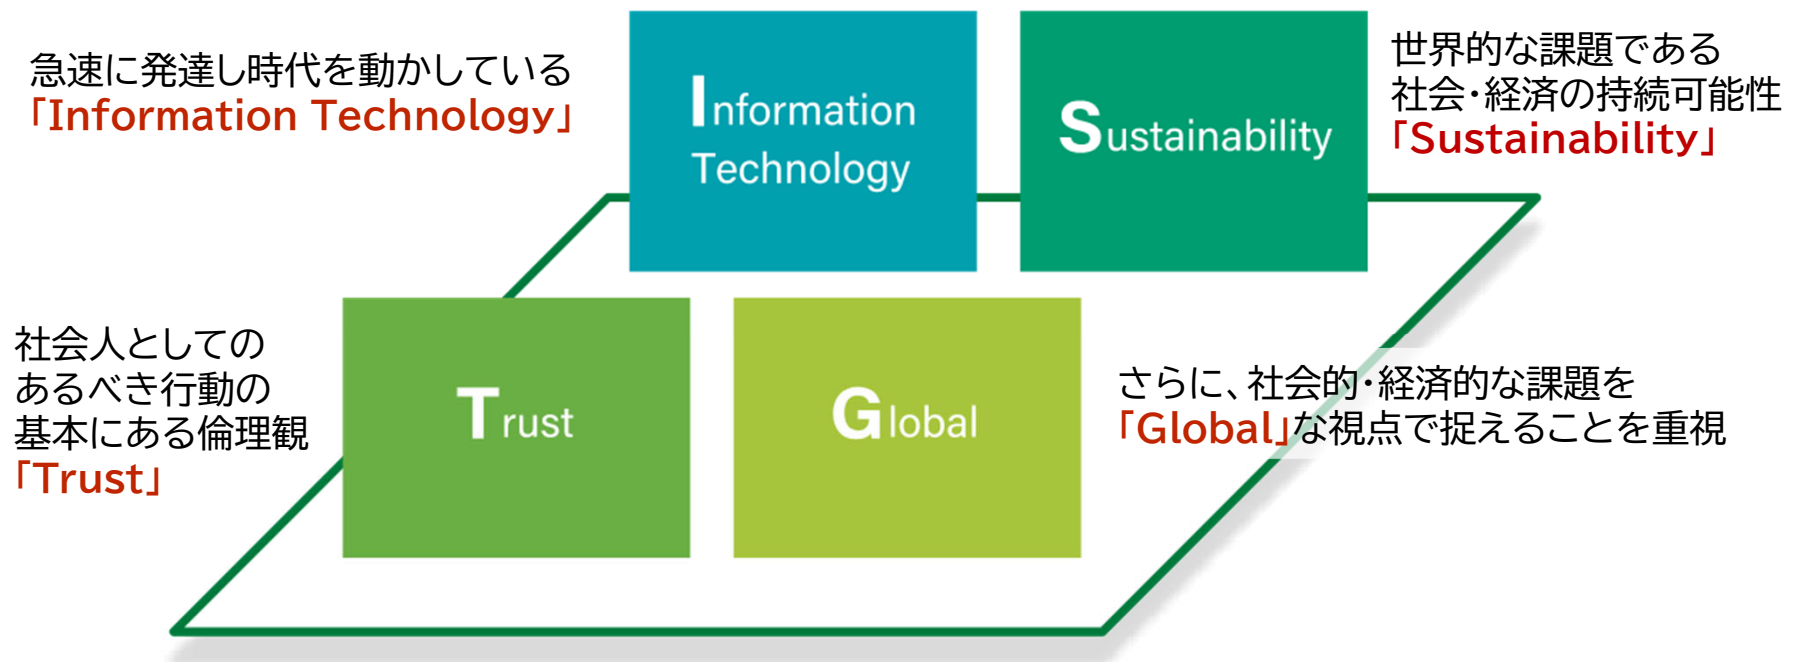 急速に発達し時代を動かしている
「Information Technology」
Information
Technology
Sustainability
世界的な課題である
社会・経済の持続可能性
「Sustainability」
社会人としての
あるべき行動の
基本にある倫理観
「Trust」
Trust
Global
さらに、社会的・経済的な課題を
「Global」な視点で捉えることを重視